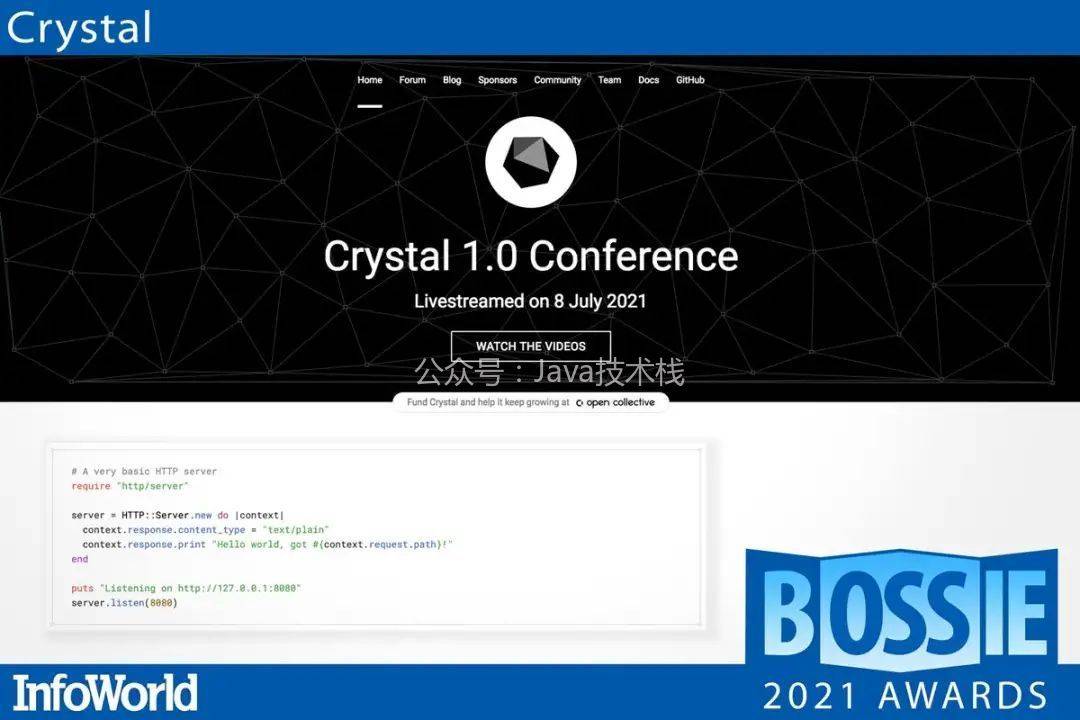 Crystal
Home Forum Blog Sponsors Community Team Docs GitHub
Crystal 1.0 Conference
Livestreamed on 8 July 2021
WATCH THE VIDEOS
公众号：Java技术栈
Fund Crystal and help it keep growing at open collective
# A very basic HTTP server
require "http/server"
server = HTTP::Server.new do |context|
context.response.content_type = "text/plain"
context.response.print "Hello world, got #{context.request.path}!"
end
puts "Listening on http://127.0.0.1:8080"
server.listen(8080)
BOSSIE
2021 AWARDS
InfoWorld